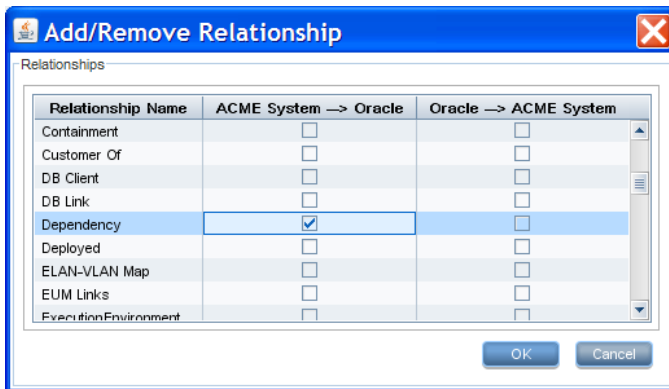 Add/Remove Relationship
Relationships
Relationship Name ACME System —> Oracle Oracle —> ACME System
Containment
Customer Of
DB Client
DB Link
Dependency
Deployed
ELAN-VLAN Map
EUM Links
ExecutionEnvironment
OK Cancel